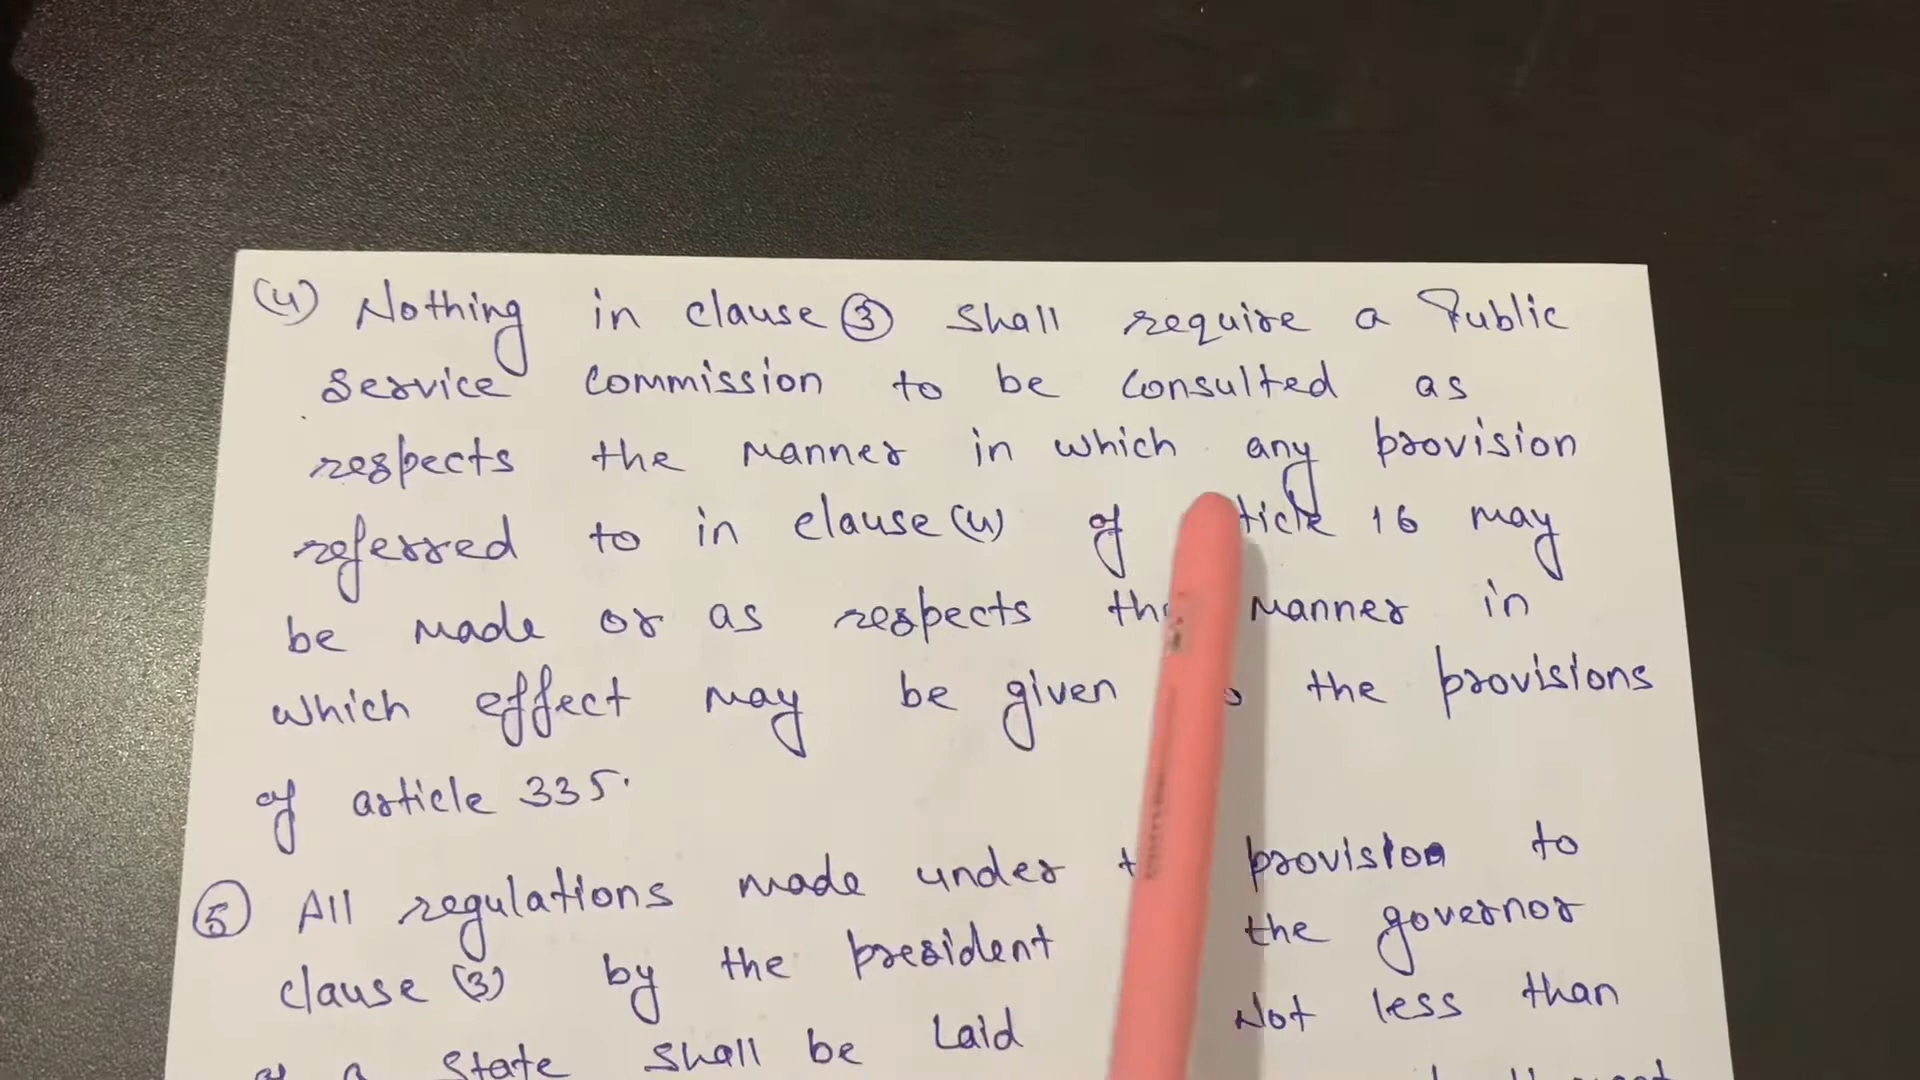 (4) Nothing in clause ③ shall require a Public
Service Commission to be consulted as
respects the manner in which any provision
referred to in clause (4) of article 16 may
be made or as respects the manner in
which effect may be given the provisions
of article 335.
⑤ All regulations made under provision to
clause (3) by the president the governor
of a state shall be laid Not less than